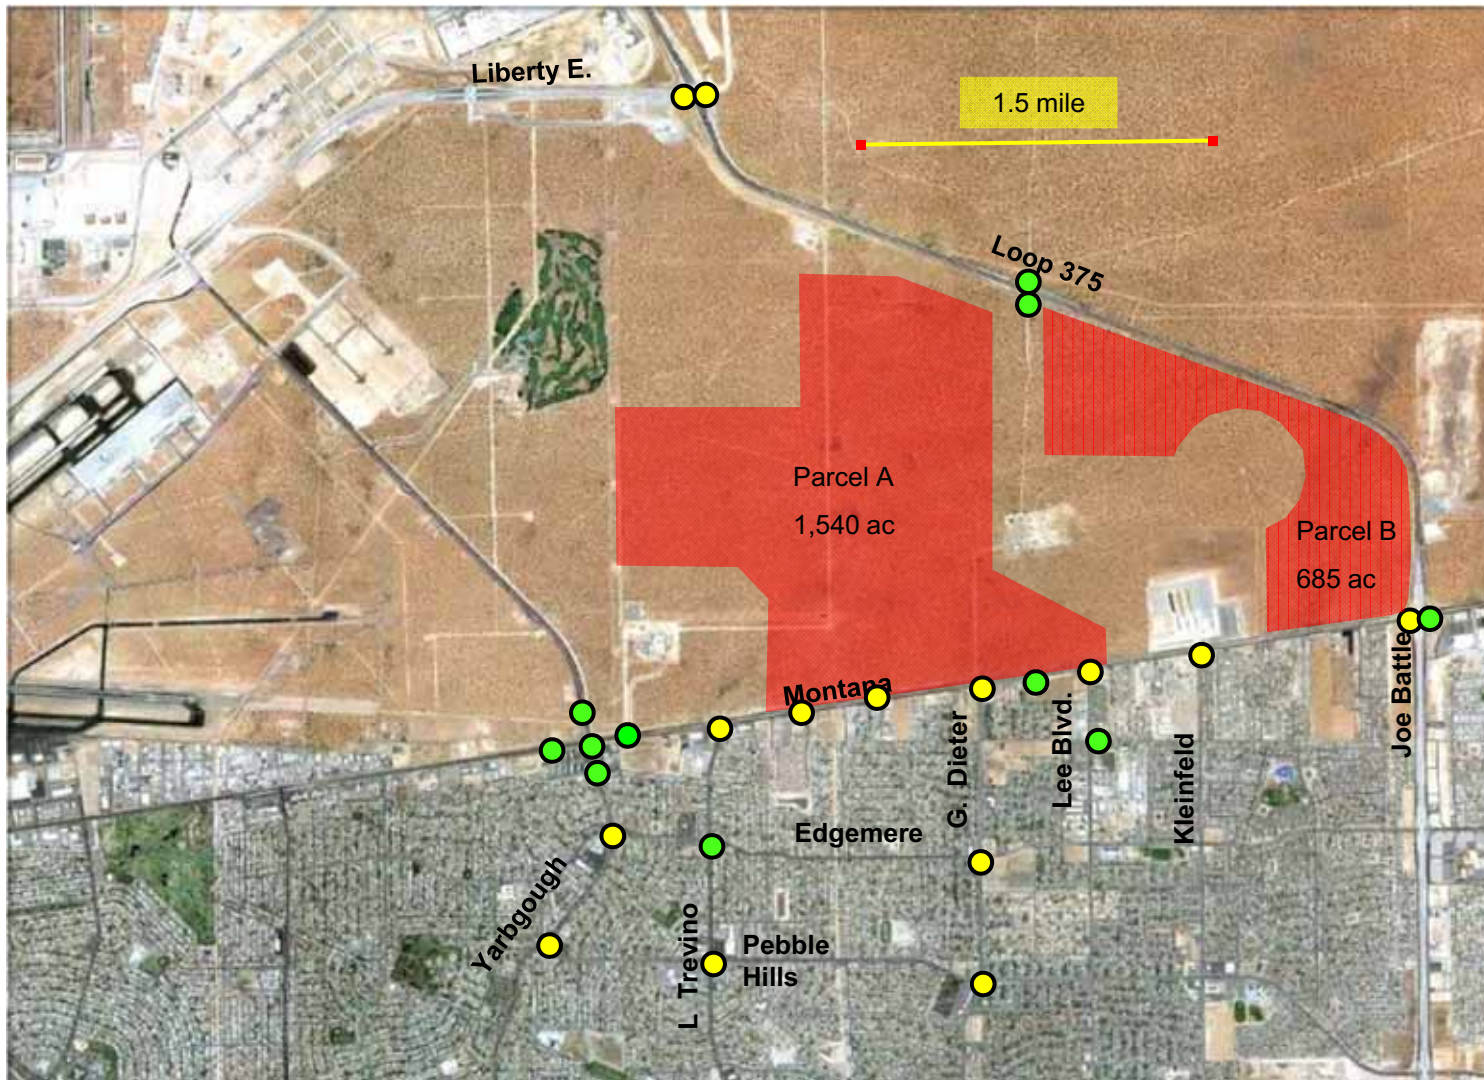 Liberty E.
1.5 mile
Loop 375
Parcel A
1,540 ac
Parcel B
685 ac
Montana
Joe Battle
G. Dieter
Lee Blvd.
Kleinfeld
Edgemere
Yarbgough
L Trevino
Pebble
Hills